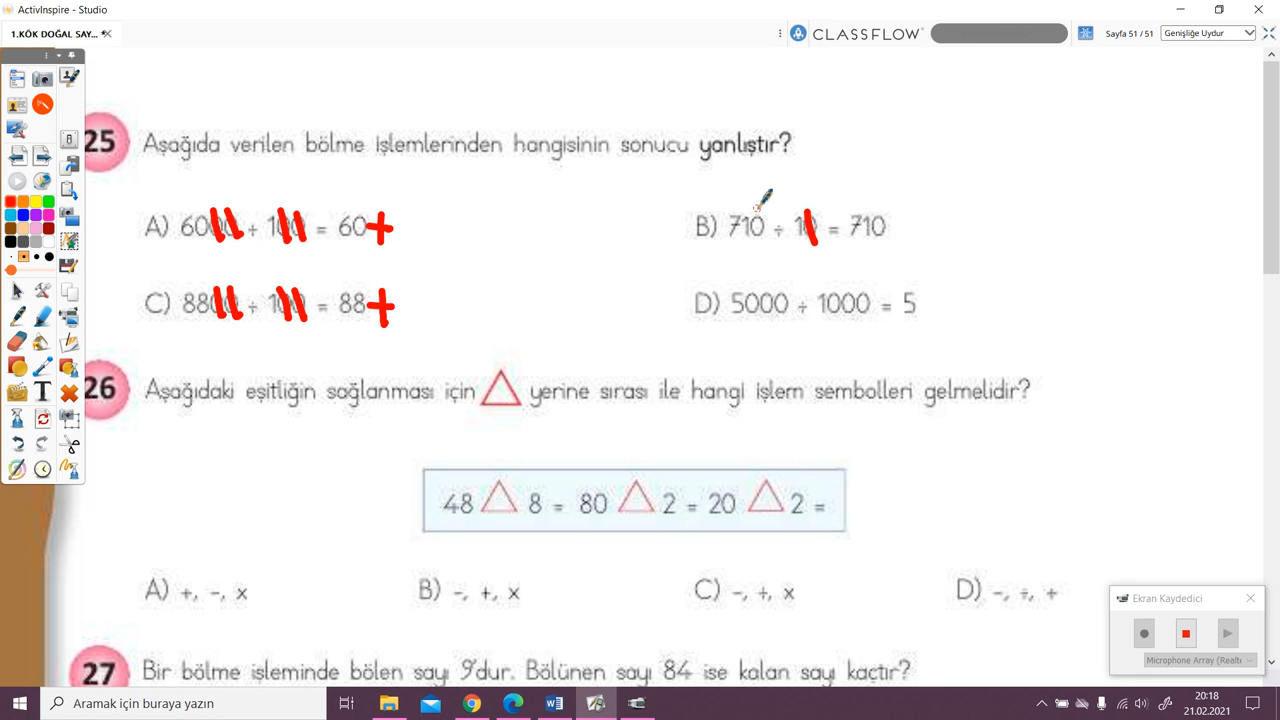 ActivInspire - Studio
1.KÖK DOĞAL SAY...
CLASSFLOW
Sayfa 51 / 51
Genişliğe Uydur
25 Aşağıda verilen bölme işlemlerinden hangisinin sonucu yanlıştır?
A) 6000 ÷ 100 = 60 +
B) 710 ÷ 10 = 710
C) 8800 ÷ 100 = 88 +
D) 5000 ÷ 1000 = 5
26 Aşağıdaki eşitliğin sağlanması için △ yerine sırası ile hangi işlem sembolleri gelmelidir?
48 △ 8 = 80 △ 2 = 20 △ 2 =
A) +, -, x
B) -, +, x
C) -, ÷, x
D) -, ÷, +
27 Bir bölme işleminde bölen sayı 9'dur. Bölünen sayı 84 ise kalan sayı kaçtır?
Ekran Kaydedici
Microphone Array (Realte
Aramak için buraya yazın
20:18
21.02.2021